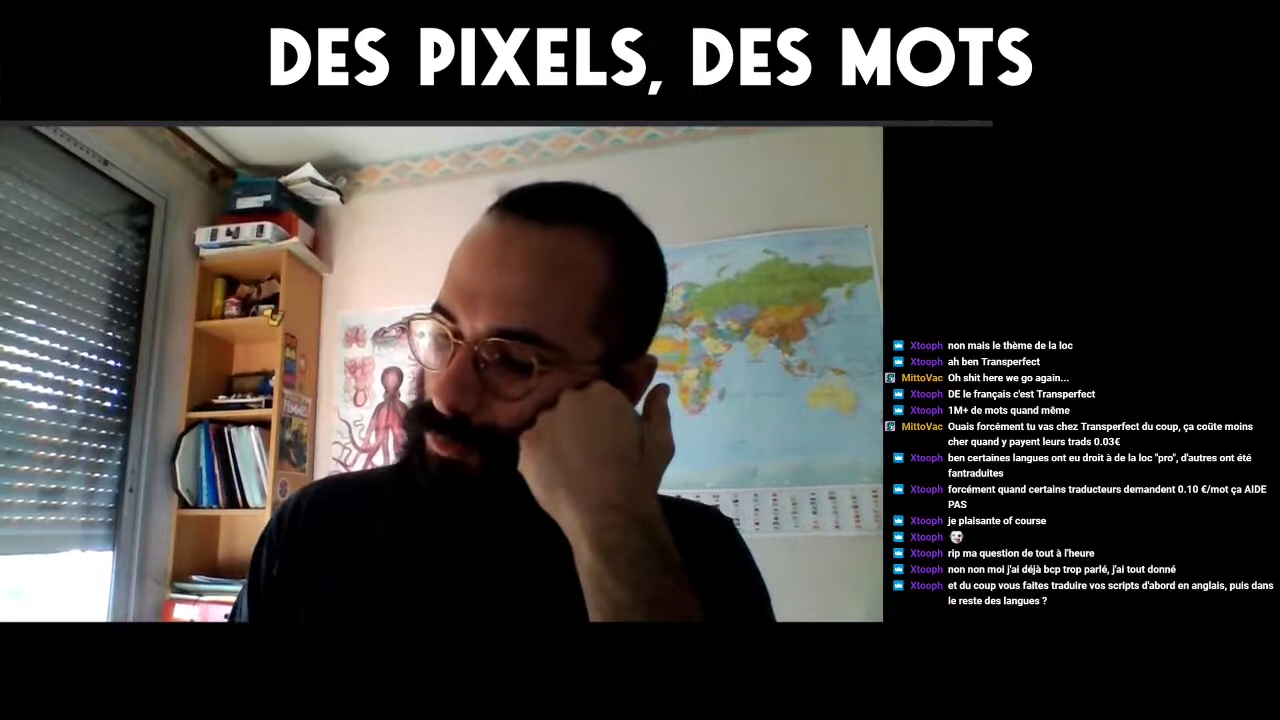 DES PIXELS, DES MOTS
Xtooph non mais le thème de la loc
Xtooph ah ben Transperfect
MittoVac Oh shit here we go again...
Xtooph DE le français c'est Transperfect
Xtooph 1M+ de mots quand même
MittoVac Ouais forcément tu vas chez Transperfect du coup, ça coûte moins
cher quand y payent leurs trads 0.03€
Xtooph ben certaines langues ont eu droit à de la loc "pro", d'autres ont été
fantraduites
Xtooph forcément quand certains traducteurs demandent 0.10 €/mot ça AIDE
PAS
Xtooph je plaisante of course
Xtooph
Xtooph rip ma question de tout à l'heure
Xtooph non non moi j'ai déjà bcp trop parlé, j'ai tout donné
Xtooph et du coup vous faites traduire vos scripts d'abord en anglais, puis dans
le reste des langues ?